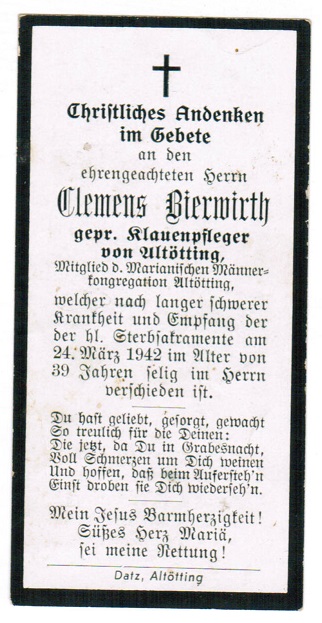 Christliches Andenken
im Gebete
an den
ehrengeachteten Herrn
Clemens Bierwirth
gepr. Klauenpfleger
von Altötting,
Mitglied d. Marianischen Männer-
kongregation Altötting,
welcher nach langer schwerer
Krankheit und Empfang der
der hl. Sterbsakramente am
24. März 1942 im Alter von
39 Jahren selig im Herrn
verschieden ist.
Du hast geliebt, gesorgt, gewacht
So treulich für die Deinen:
Die jetzt, da Du in Grabesnacht,
Voll Schmerzen um Dich weinen
Und hoffen, daß beim Aufersteh'n
Einst droben sie Dich wiederseh'n.
Mein Jesus Barmherzigkeit!
Süßes Herz Mariä,
sei meine Rettung!
Datz, Altötting